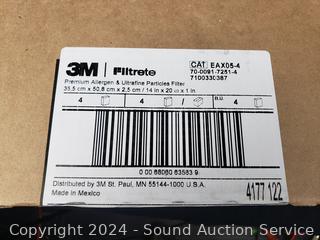 3M Filtrete
CAT EAX05-4
70-0091-7251-4
7100330387
Premium Allergen & Ultrafine Particles Filter
35,5 cm x 50,8 cm x 2,5 cm / 14 in x 20 in x 1 in
4 4 / B.U. 4
0 00 68060 63583 9
Distributed by 3M St. Paul, MN 55144-1000 U.S.A.
Made in Mexico
4177 122
Copyright 2024 - Sound Auction Service